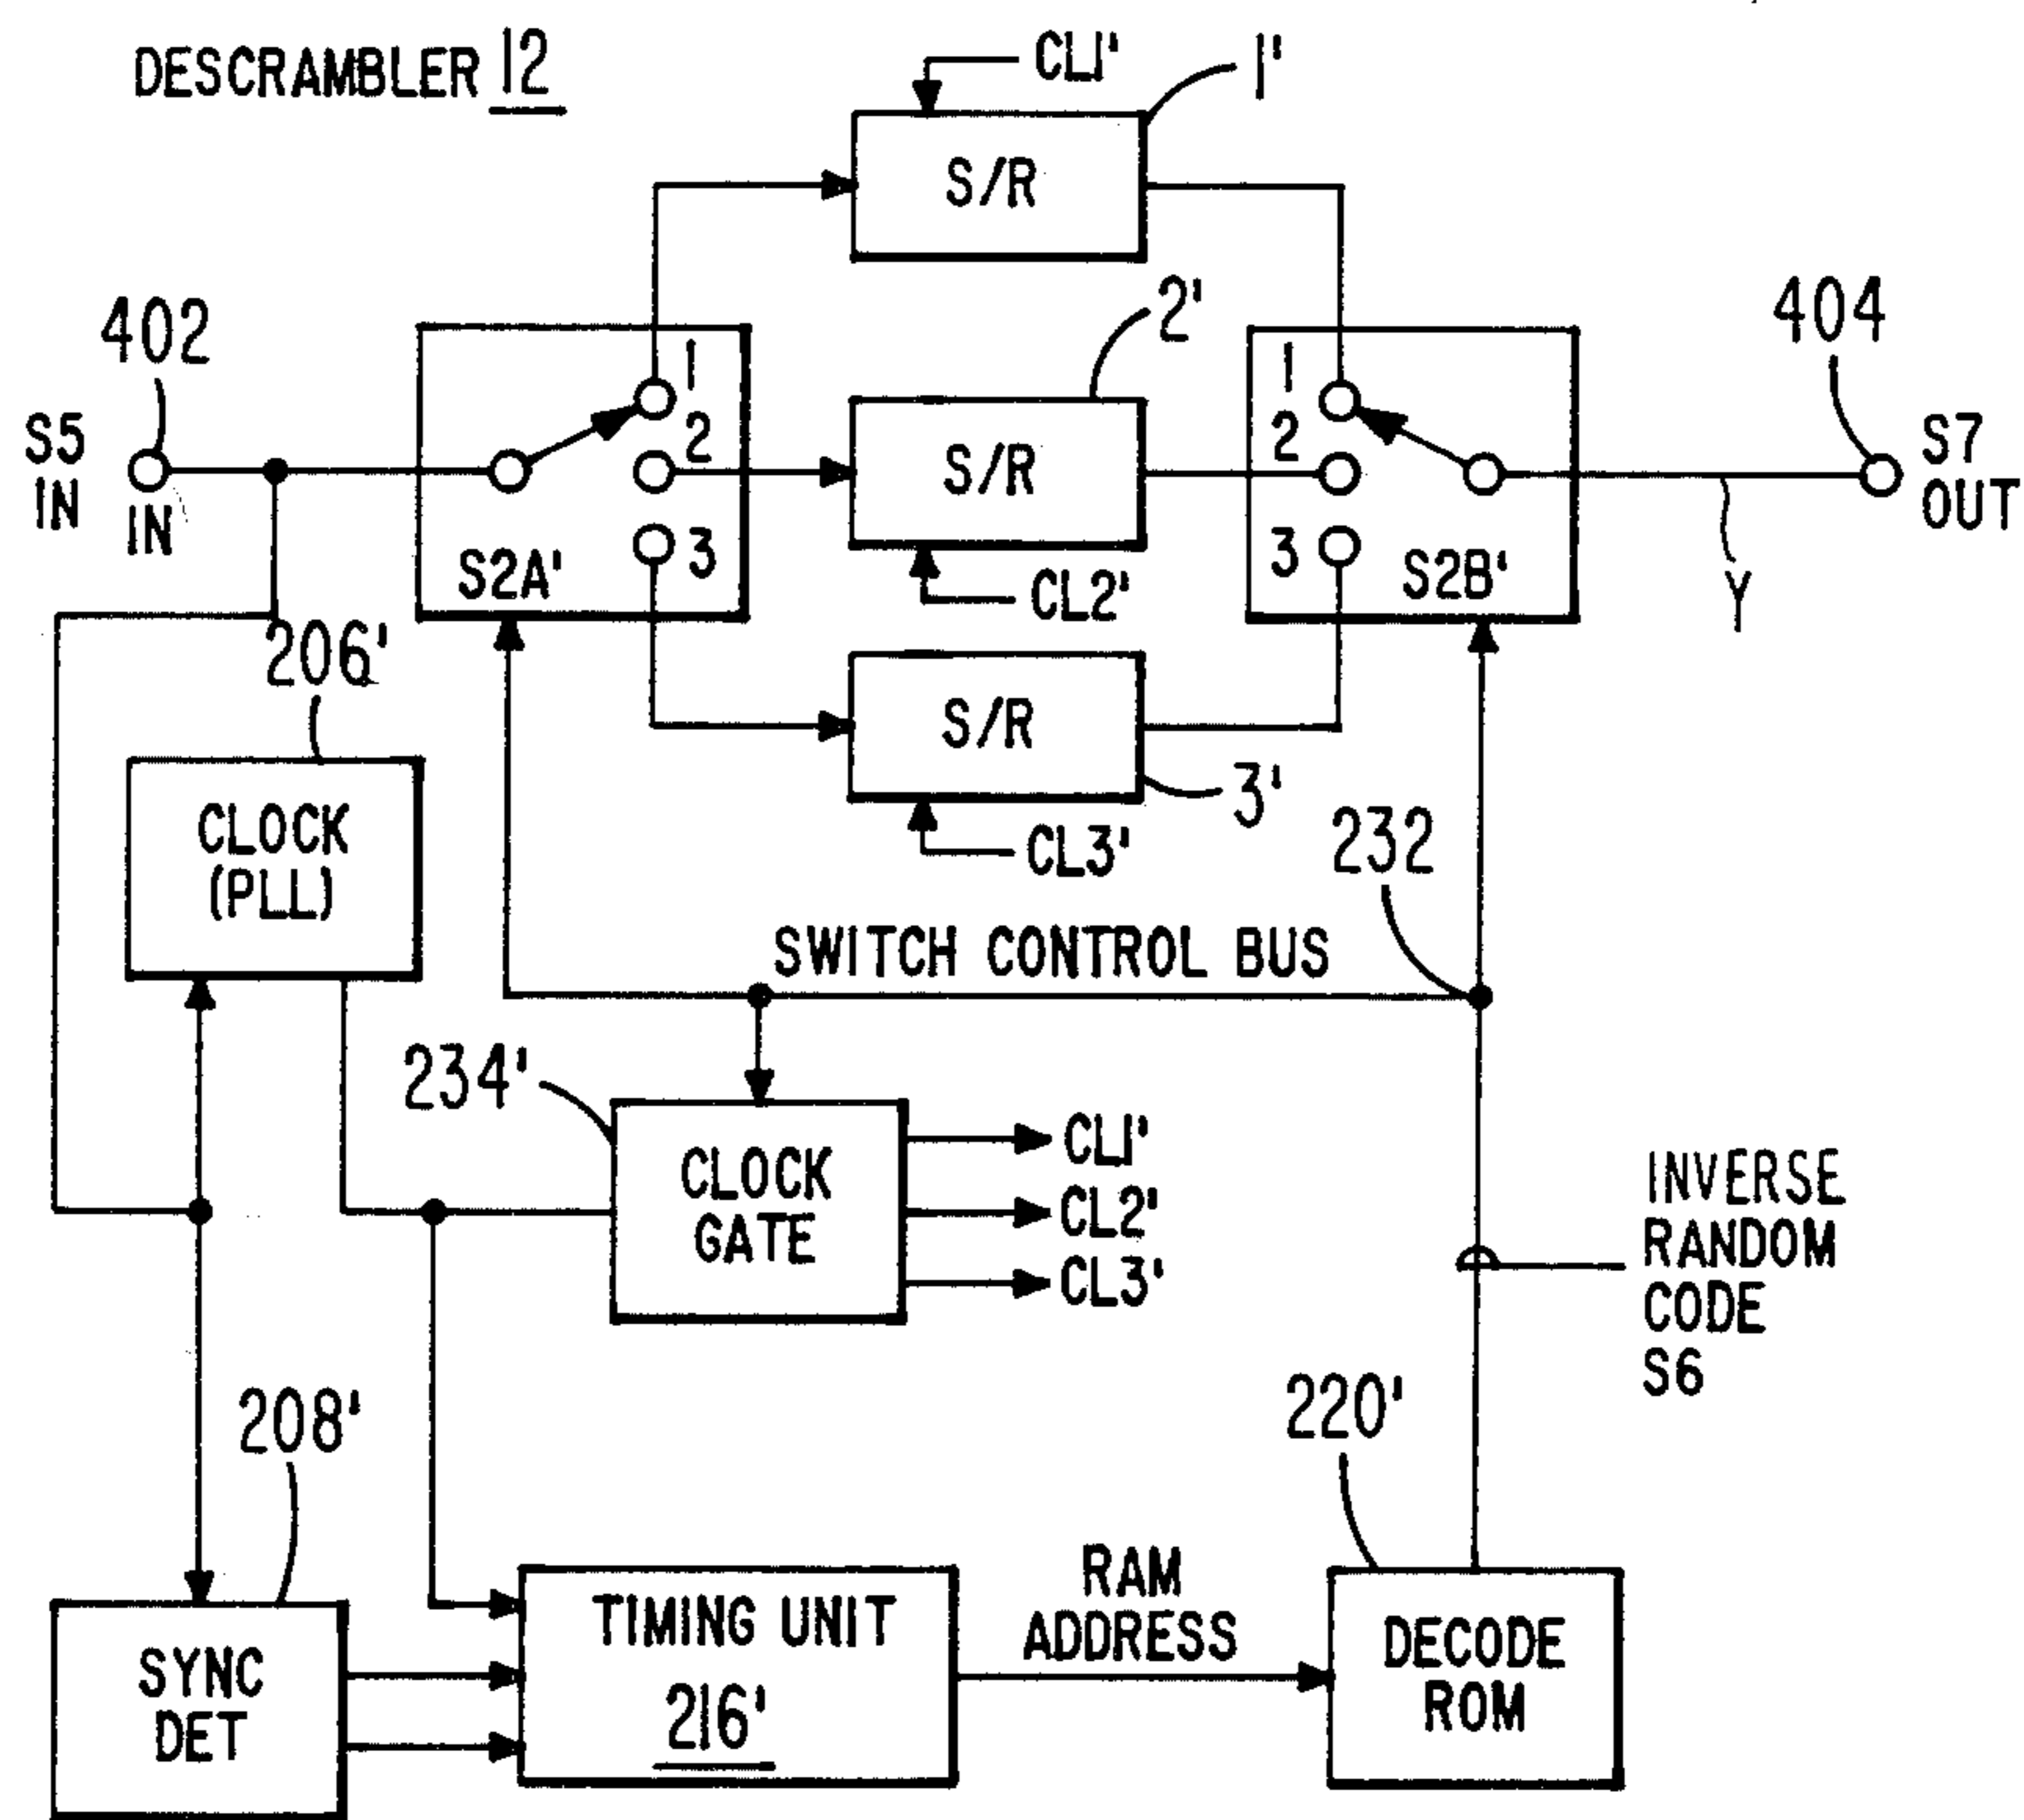 DESCRAMBLER 12
CL1'
1'
S/R
402
S5
IN
IN
1
2
3
S2A'
2'
S/R
CL2'
1
2
3
S2B'
404
S7
OUT
Y
206'
CLOCK
(PLL)
S/R
3'
CL3'
232
SWITCH CONTROL BUS
234'
CLOCK
GATE
CL1'
CL2'
CL3'
INVERSE
RANDOM
CODE
S6
208'
SYNC
DET
TIMING UNIT
216'
RAM
ADDRESS
220'
DECODE
ROM